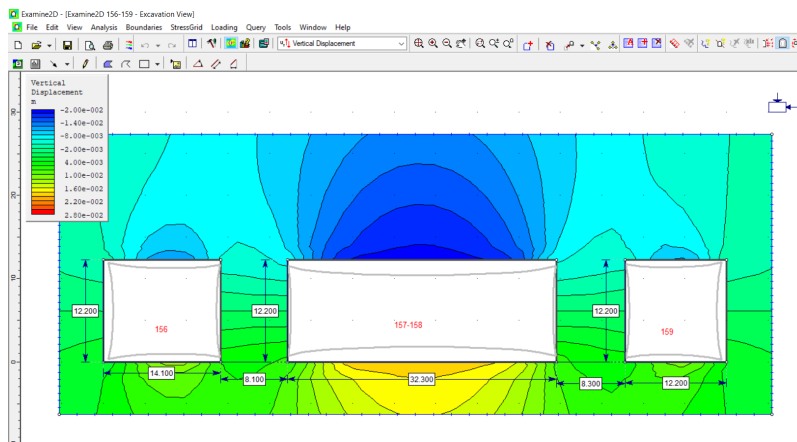 Examine2D - [Examine2D 156-159 - Excavation View]
File Edit View Analysis Boundaries StressGrid Loading Query Tools Window Help
Vertical Displacement
Vertical
Displacement
m
-2.00e-002
-1.40e-002
-8.00e-003
-2.00e-003
4.00e-003
1.00e-002
1.60e-002
2.20e-002
2.80e-002
30
20
10
0
12.200
12.200
12.200
156
157-158
159
14.100
8.100
32.300
8.300
12.200